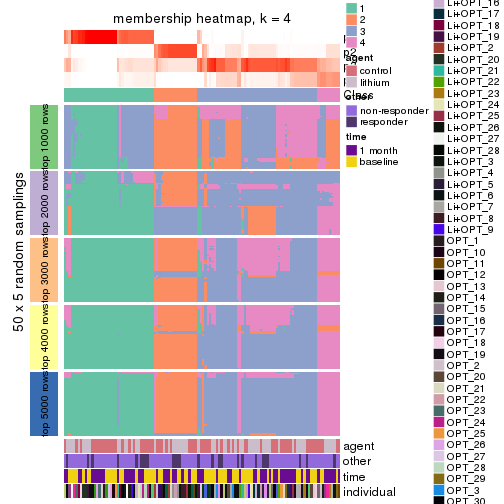 membership heatmap, k = 4
p2
Class
50 x 5 random samplings
top 1000 rows
top 2000 rows
top 3000 rows
top 4000 rows
top 5000 rows
agent
other
time
individual
1
2
3
4
agent
control
lithium
non-responder
responder
time
1 month
baseline
Li+OPT_16
Li+OPT_17
Li+OPT_18
Li+OPT_19
Li+OPT_2
Li+OPT_20
Li+OPT_21
Li+OPT_22
Li+OPT_23
Li+OPT_24
Li+OPT_25
Li+OPT_26
Li+OPT_27
Li+OPT_28
Li+OPT_3
Li+OPT_4
Li+OPT_5
Li+OPT_6
Li+OPT_7
Li+OPT_8
Li+OPT_9
OPT_1
OPT_10
OPT_11
OPT_12
OPT_13
OPT_14
OPT_15
OPT_16
OPT_17
OPT_18
OPT_19
OPT_2
OPT_20
OPT_21
OPT_22
OPT_23
OPT_24
OPT_25
OPT_26
OPT_27
OPT_28
OPT_29
OPT_3